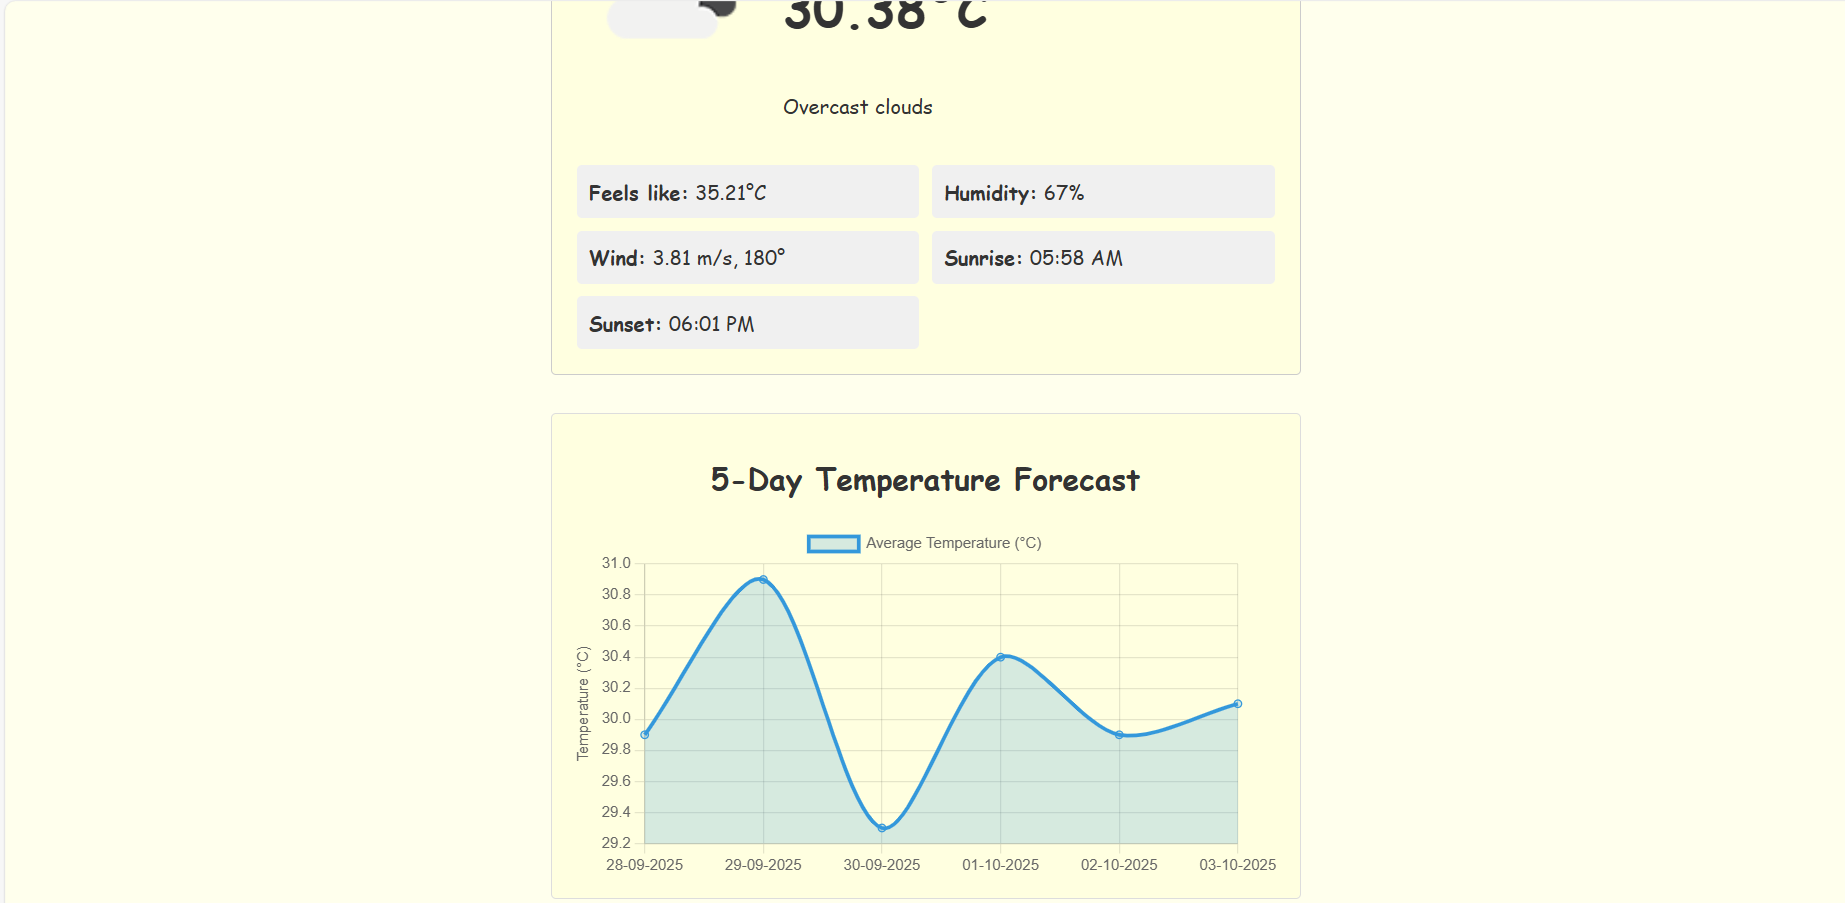 30.38°C
Overcast clouds
Feels like: 35.21°C
Humidity: 67%
Wind: 3.81 m/s, 180°
Sunrise: 05:58 AM
Sunset: 06:01 PM
5-Day Temperature Forecast
Average Temperature (°C)
Temperature (°C)
31.0
30.8
30.6
30.4
30.2
30.0
29.8
29.6
29.4
29.2
28-09-2025 29-09-2025 30-09-2025 01-10-2025 02-10-2025 03-10-2025